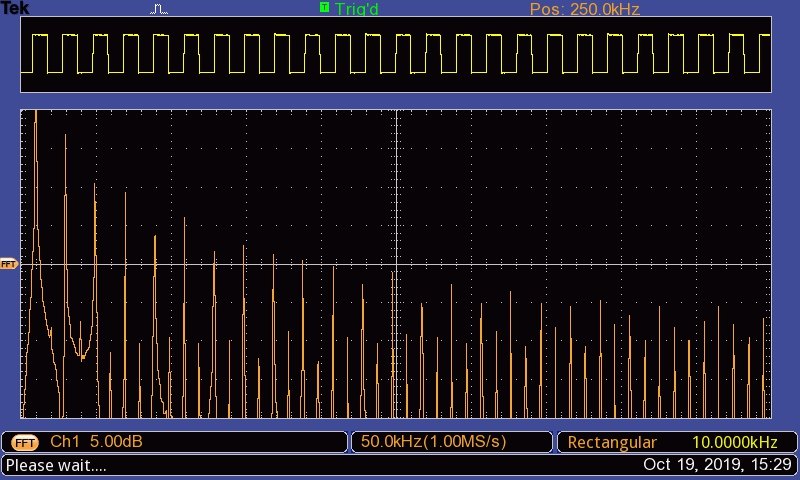 Tek T Trig'd Pos: 250.0kHz
FFT
FFT Ch1 5.00dB 50.0kHz(1.00MS/s) Rectangular 10.0000kHz
Please wait.... Oct 19, 2019, 15:29